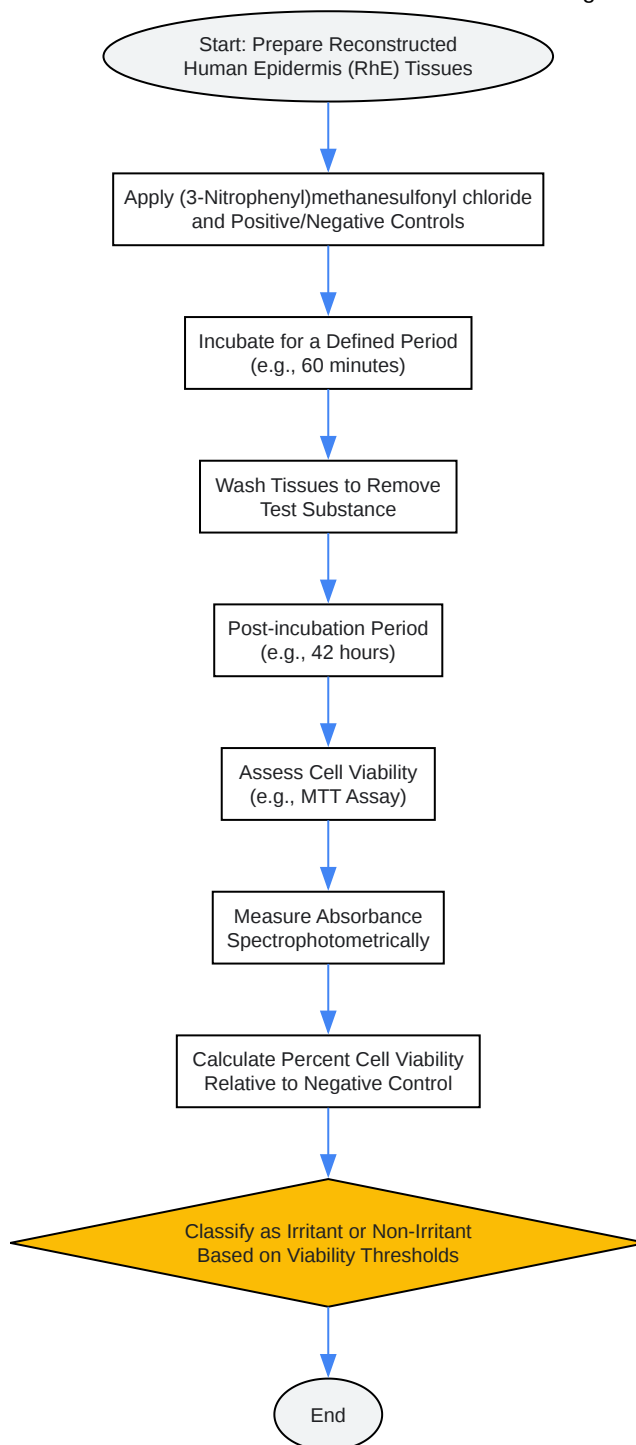 Start: Prepare Reconstructed
Human Epidermis (RhE) Tissues
Apply (3-Nitrophenyl)methanesulfonyl chloride
and Positive/Negative Controls
Incubate for a Defined Period
(e.g., 60 minutes)
Wash Tissues to Remove
Test Substance
Post-incubation Period
(e.g., 42 hours)
Assess Cell Viability
(e.g., MTT Assay)
Measure Absorbance
Spectrophotometrically
Calculate Percent Cell Viability
Relative to Negative Control
Classify as Irritant or Non-Irritant
Based on Viability Thresholds
End